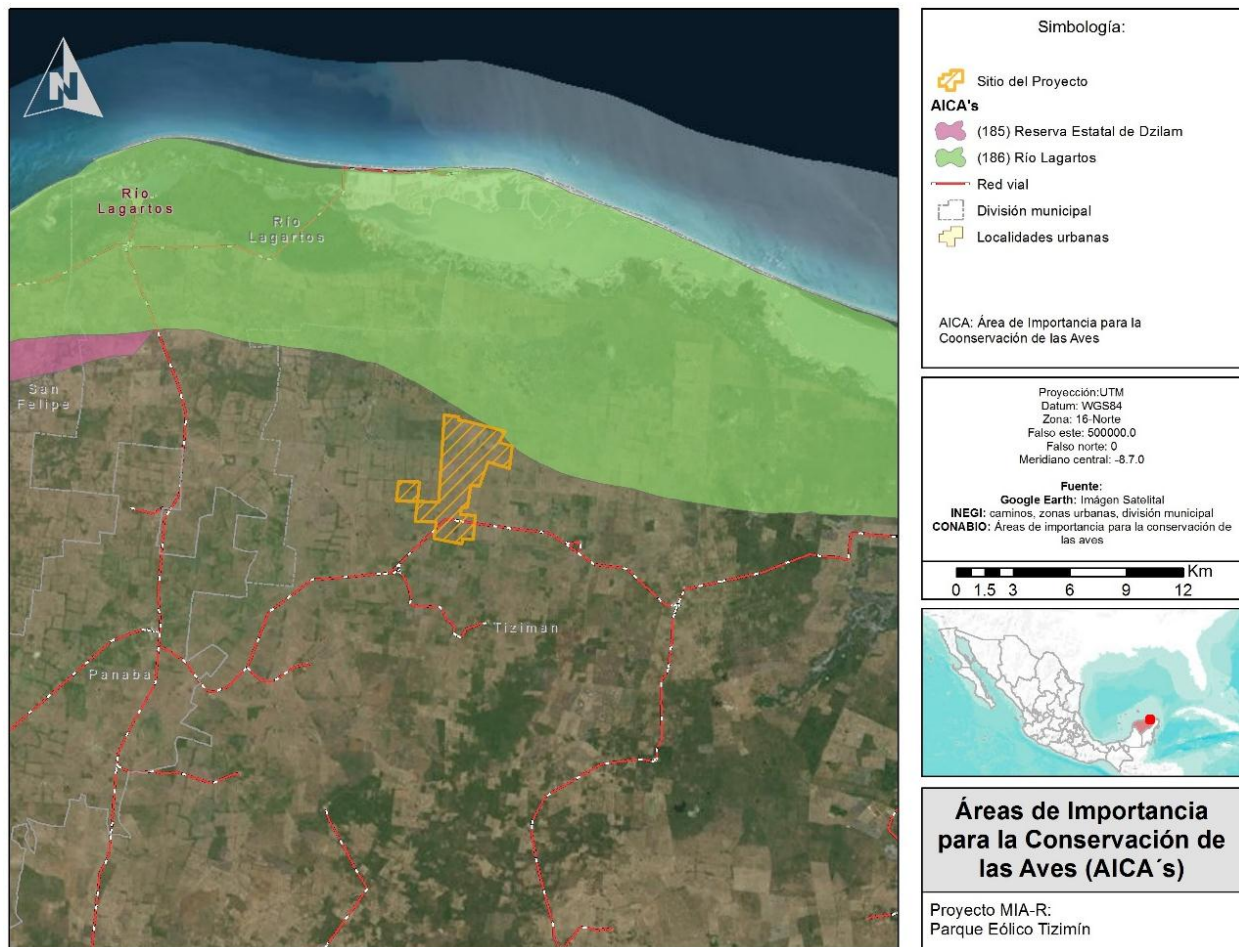 N
Río
Lagartos
Río
Lagartos
San
Felipe
Tizimán
Panaba
Simbología:
Sitio del Proyecto
AICA's
(185) Reserva Estatal de Dzilam
(186) Río Lagartos
Red vial
División municipal
Localidades urbanas
AICA: Área de Importancia para la
Coonservación de las Aves
Proyección:UTM
Datum: WGS84
Zona: 16-Norte
Falso este: 500000.0
Falso norte: 0
Meridiano central: -8.7.0
Fuente:
Google Earth: Imágen Satelital
INEGI: caminos, zonas urbanas, división municipal
CONABIO: Áreas de importancia para la conservación de
las aves
Km
0 1.5 3 6 9 12
Áreas de Importancia
para la Conservación de
las Aves (AICA´s)
Proyecto MIA-R:
Parque Eólico Tizimín